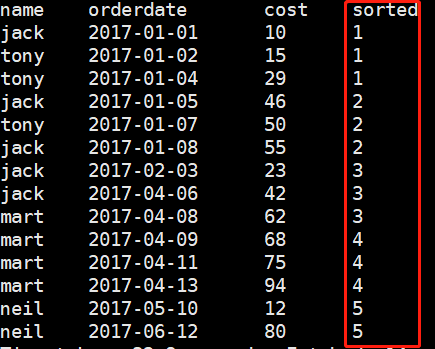 name orderdate cost sorted
jack 2017-01-01 10 1
tony 2017-01-02 15 1
tony 2017-01-04 29 1
jack 2017-01-05 46 2
tony 2017-01-07 50 2
jack 2017-01-08 55 2
jack 2017-02-03 23 3
jack 2017-04-06 42 3
mart 2017-04-08 62 3
mart 2017-04-09 68 4
mart 2017-04-11 75 4
mart 2017-04-13 94 4
neil 2017-05-10 12 5
neil 2017-06-12 80 5